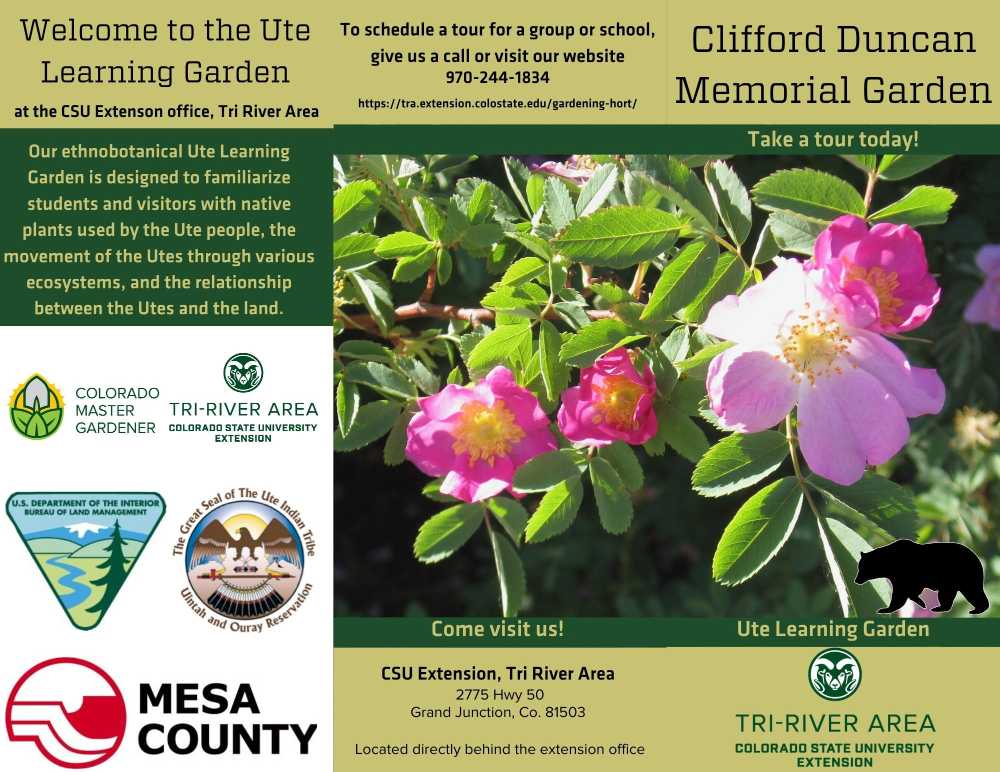 Welcome to the Ute
Learning Garden
at the CSU Extenson office, Tri River Area
Our ethnobotanical Ute Learning
Garden is designed to familiarize
students and visitors with native
plants used by the Ute people, the
movement of the Utes through various
ecosystems, and the relationship
between the Utes and the land.
COLORADO
MASTER
GARDENER
TRI-RIVER AREA
COLORADO STATE UNIVERSITY
EXTENSION
U.S. DEPARTMENT OF THE INTERIOR
BUREAU OF LAND MANAGEMENT
The Great Seal of The Ute Indian Tribe
Uintah and Ouray Reservation
MESA
COUNTY
To schedule a tour for a group or school,
give us a call or visit our website
970-244-1834
https://tra.extension.colostate.edu/gardening-hort/
Come visit us!
CSU Extension, Tri River Area
2775 Hwy 50
Grand Junction, Co. 81503
Located directly behind the extension office
Clifford Duncan
Memorial Garden
Take a tour today!
Ute Learning Garden
TRI-RIVER AREA
COLORADO STATE UNIVERSITY
EXTENSION